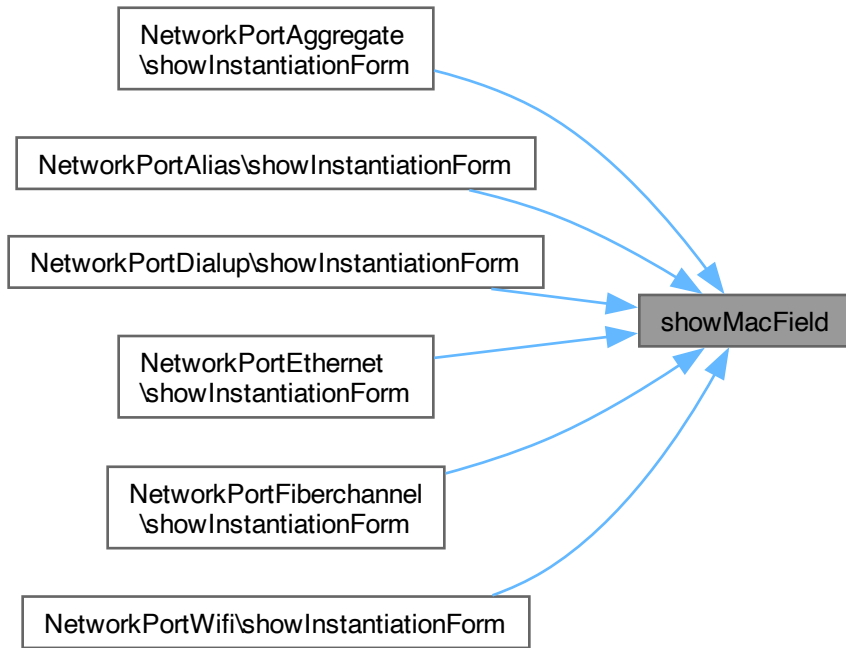 NetworkPortAggregate
\showInstantiationForm
NetworkPortAlias\showInstantiationForm
NetworkPortDialup\showInstantiationForm
showMacField
NetworkPortEthernet
\showInstantiationForm
NetworkPortFiberchannel
\showInstantiationForm
NetworkPortWifi\showInstantiationForm